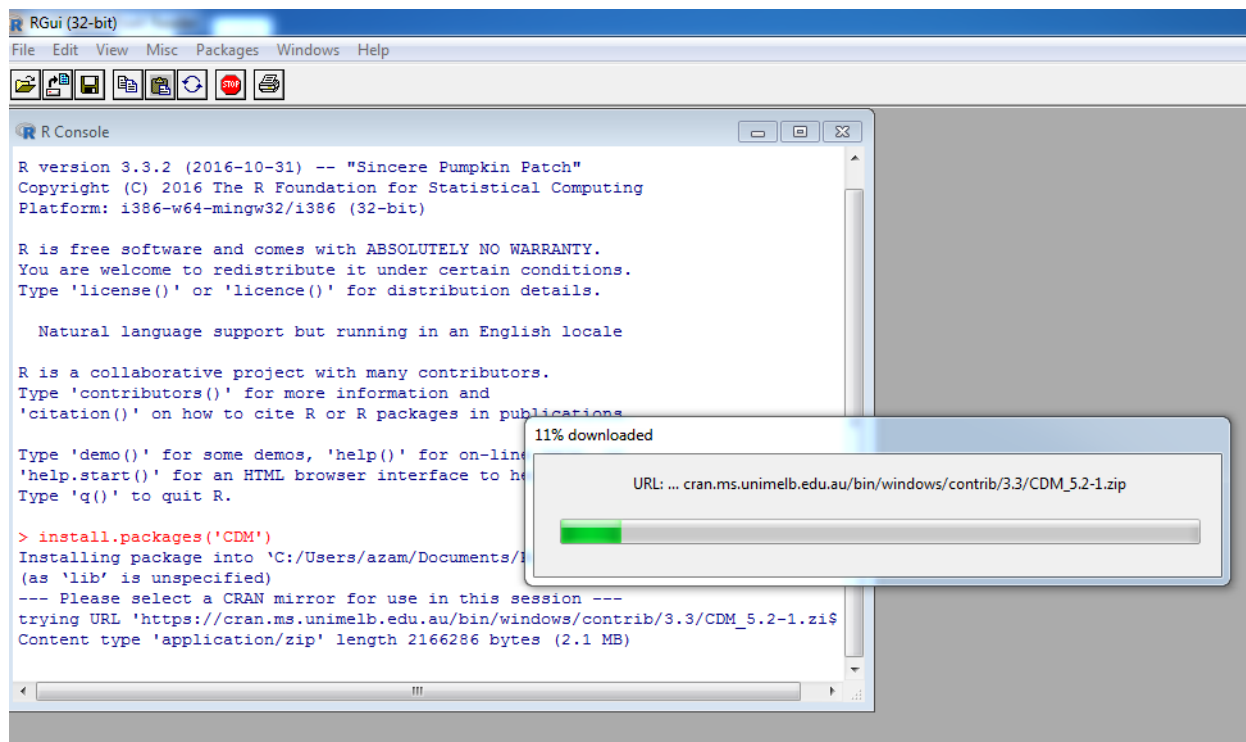 RGui (32-bit)
File Edit View Misc Packages Windows Help
STOP
R Console
R version 3.3.2 (2016-10-31) -- "Sincere Pumpkin Patch"
Copyright (C) 2016 The R Foundation for Statistical Computing
Platform: i386-w64-mingw32/i386 (32-bit)
R is free software and comes with ABSOLUTELY NO WARRANTY.
You are welcome to redistribute it under certain conditions.
Type 'license()' or 'licence()' for distribution details.
Natural language support but running in an English locale
R is a collaborative project with many contributors.
Type 'contributors()' for more information and
'citation()' on how to cite R or R packages in publications
Type 'demo()' for some demos, 'help()' for on-line
'help.start()' for an HTML browser interface to
Type 'q()' to quit R.
> install.packages('CDM')
Installing package into ‘C:/Users/azam/Documents/
(as ‘lib’ is unspecified)
--- Please select a CRAN mirror for use in this session ---
trying URL 'https://cran.ms.unimelb.edu.au/bin/windows/contrib/3.3/CDM_5.2-1.zi$
Content type 'application/zip' length 2166286 bytes (2.1 MB)
11% downloaded
URL: ... cran.ms.unimelb.edu.au/bin/windows/contrib/3.3/CDM_5.2-1.zip